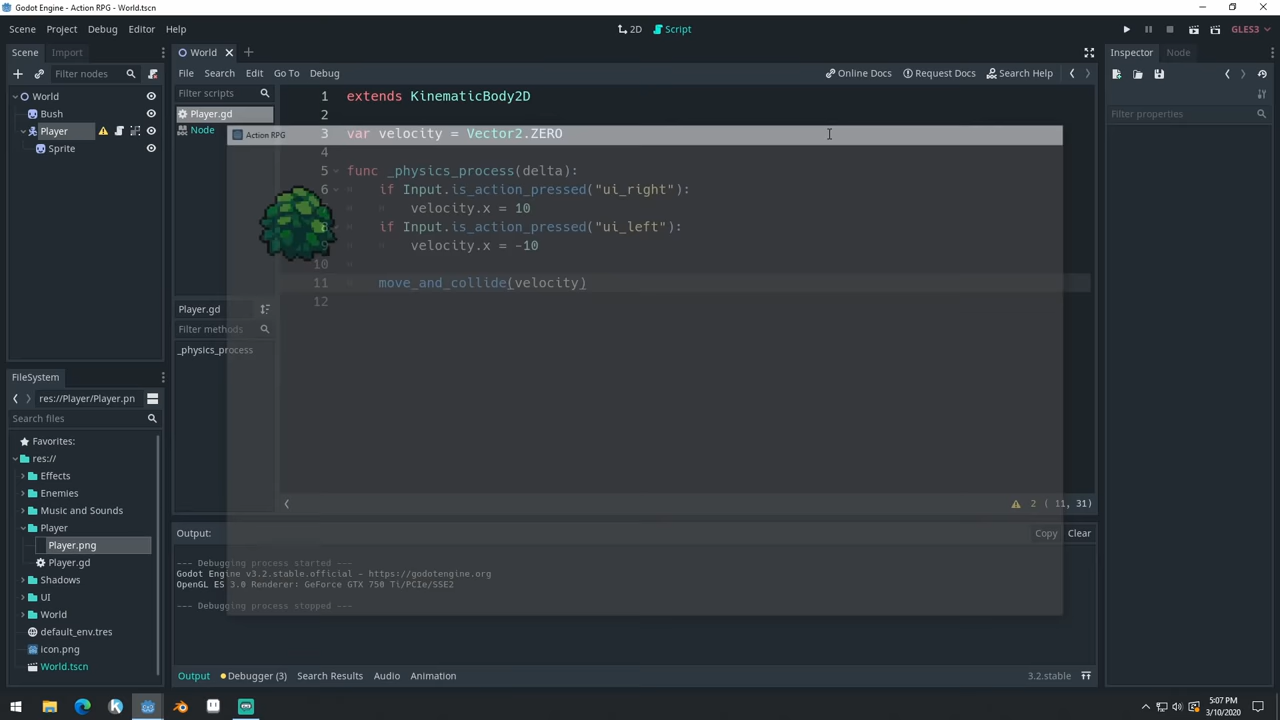 Godot Engine - Action RPG - World.tscn
Scene Project Debug Editor Help
2D Script
GLES3
Scene Import
Filter nodes
World
Bush
Player
Sprite
World
File Search Edit Go To Debug
Online Docs Request Docs Search Help
Filter scripts
Player.gd
Node
Player.gd
Filter methods
_physics_process
Action RPG
1 extends KinematicBody2D
2
3 var velocity = Vector2.ZERO
4
5 func _physics_process(delta):
6 if Input.is_action_pressed("ui_right"):
velocity.x = 10
8 if Input.is_action_pressed("ui_left"):
9 velocity.x = -10
10
11 move_and_collide(velocity)
12
2 ( 11, 31)
Inspector Node
Filter properties
FileSystem
res://Player/Player.pn
Search files
Favorites:
res://
Effects
Enemies
Music and Sounds
Player
Player.png
Player.gd
Shadows
UI
World
default_env.tres
icon.png
World.tscn
Output:
Copy Clear
--- Debugging process started ---
Godot Engine v3.2.stable.official - https://godotengine.org
OpenGL ES 3.0 Renderer: GeForce GTX 750 Ti/PCIe/SSE2
--- Debugging process stopped ---
Output Debugger (3) Search Results Audio Animation
3.2.stable
5:07 PM
3/10/2020